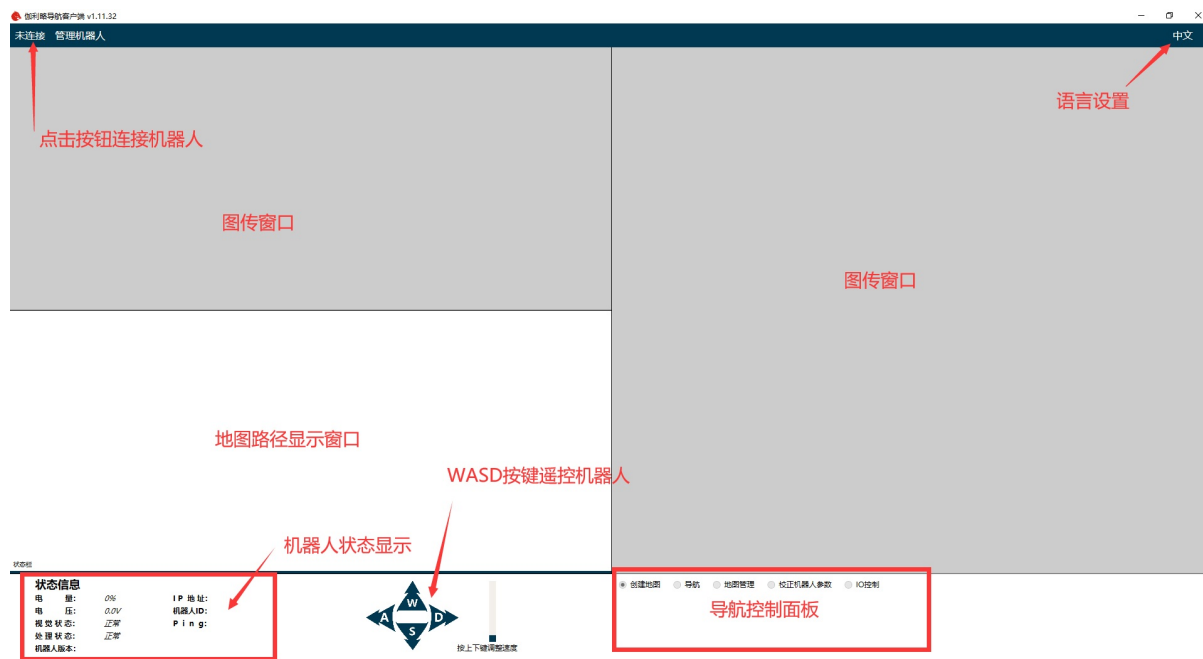 伽利略导航客户端 v1.11.32
未连接 管理机器人 中文
语言设置
点击按钮连接机器人
图传窗口
图传窗口
地图路径显示窗口
WASD按键遥控机器人
机器人状态显示
状态栏
状态信息
电 量: 0% IP 地址:
电 压: 0.0V 机器人ID:
视觉状态: 正常 Ping:
处理状态: 正常
机器人版本:
W
A D
S
按上下键调整速度
创建地图 导航 地图管理 校正机器人参数 IO控制
导航控制面板